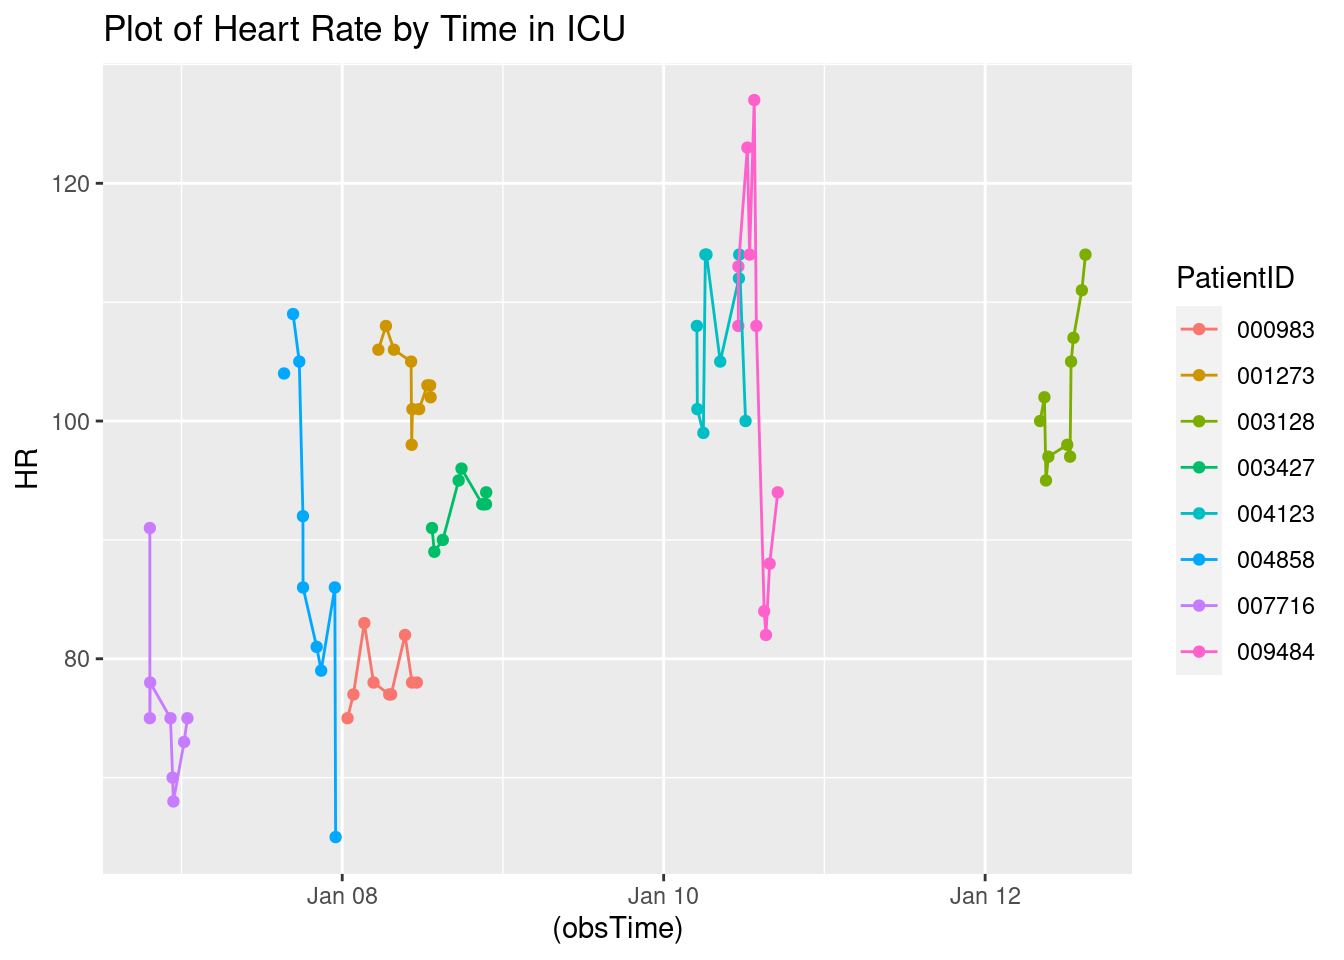 Plot of Heart Rate by Time in ICU
120
100
80
HR
Jan 08
Jan 10
Jan 12
(obsTime)
PatientID
000983
001273
003128
003427
004123
004858
007716
009484